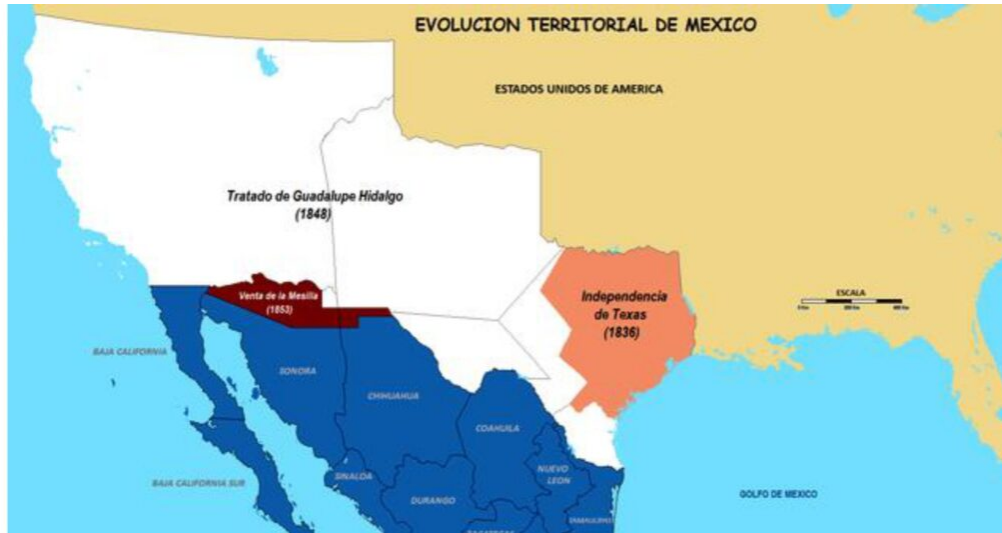 EVOLUCION TERRITORIAL DE MEXICO
ESTADOS UNIDOS DE AMERICA
Tratado de Guadalupe Hidalgo
(1848)
Venta de la Mesilla
(1853)
Independencia
de Texas
(1836)
ESCALA
BAJA CALIFORNIA
SONORA
CHIHUAHUA
COAHUILA
NUEVO
LEON
SINALOA
DURANGO
BAJA CALIFORNIA SUR
GOLFO DE MEXICO
TAMAULIPAS